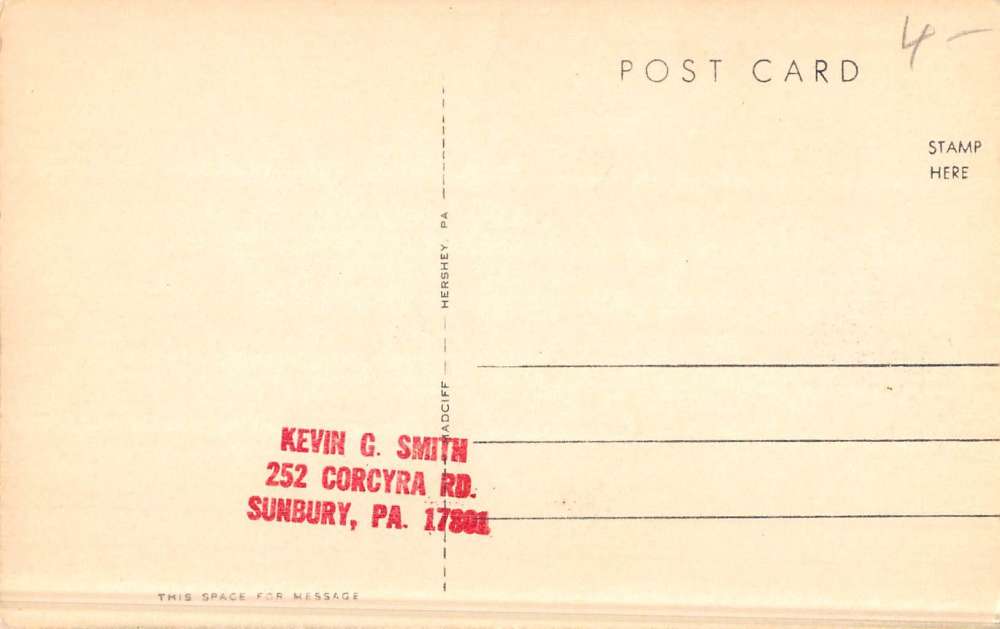 4 –
POST CARD
STAMP
HERE
MADCIFF — HERSHEY, PA
KEVIN G. SMITH
252 CORCYRA RD.
SUNBURY, PA. 17801
THIS SPACE FOR MESSAGE